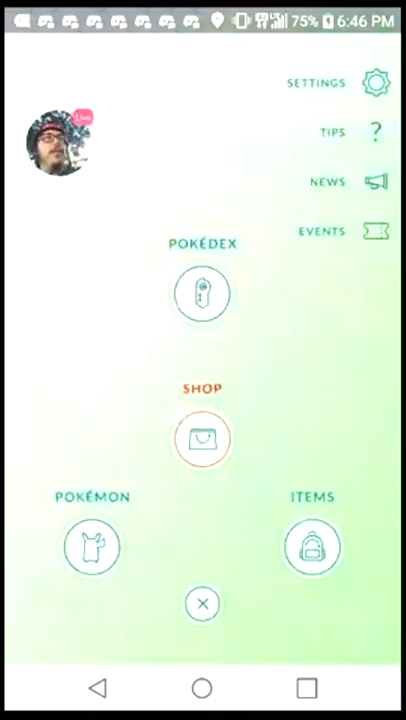 75% 6:46 PM
SETTINGS
Live
TIPS ?
NEWS
EVENTS
POKÉDEX
SHOP
POKÉMON
ITEMS